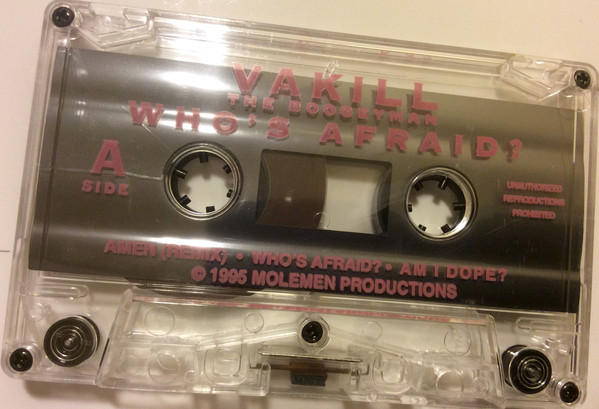 VAKILL
THE BOOGEYMAN
WHO'S AFRAID?
A
SIDE
UNAUTHORIZED
REPRODUCTIONS
PROHIBITED
AMEN (REMIX) • WHO'S AFRAID? • AM I DOPE?
© 1995 MOLEMEN PRODUCTIONS